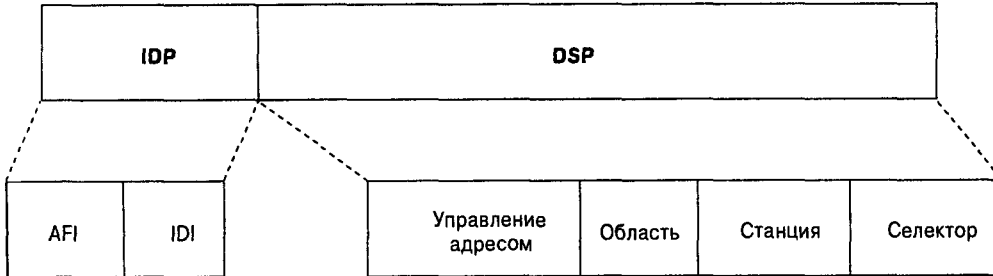 IDP
DSP
AFI
IDI
Управление
адресом
Область
Станция
Селектор